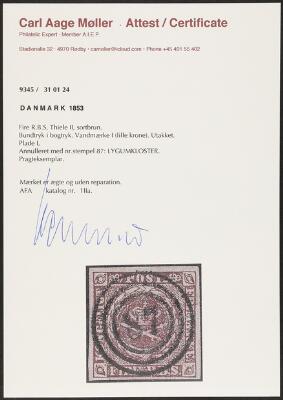 Carl Aage Møller · Attest / Certificate
Philatelic Expert · Member A.I.E.P.
Stadionalle 32 · 4970 Rødby · camoller@icloud.com · Phone +45 401 55 402
9345 / 31 01 24
DANMARK 1853
Fire R.B.S. Thiele II, sortbrun.
Bundtryk i bogtryk. Vandmærke I (lille krone). Utakket.
Plade I.
Annulleret med nr.stempel 87: LYGUMKLOSTER.
Pragteksemplar.
Mærket er ægte og uden reparation.
AFA katalog nr. 1IIa.
POST